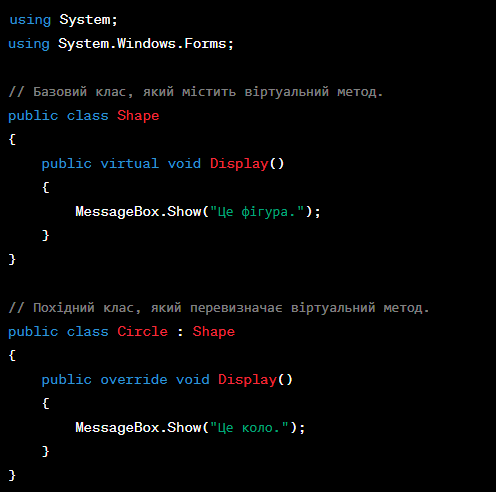 using System;
using System.Windows.Forms;
// Базовий клас, який містить віртуальний метод.
public class Shape
{
    public virtual void Display()
    {
        MessageBox.Show("Це фігура.");
    }
}
// Похідний клас, який перевизначає віртуальний метод.
public class Circle : Shape
{
    public override void Display()
    {
        MessageBox.Show("Це коло.");
    }
}